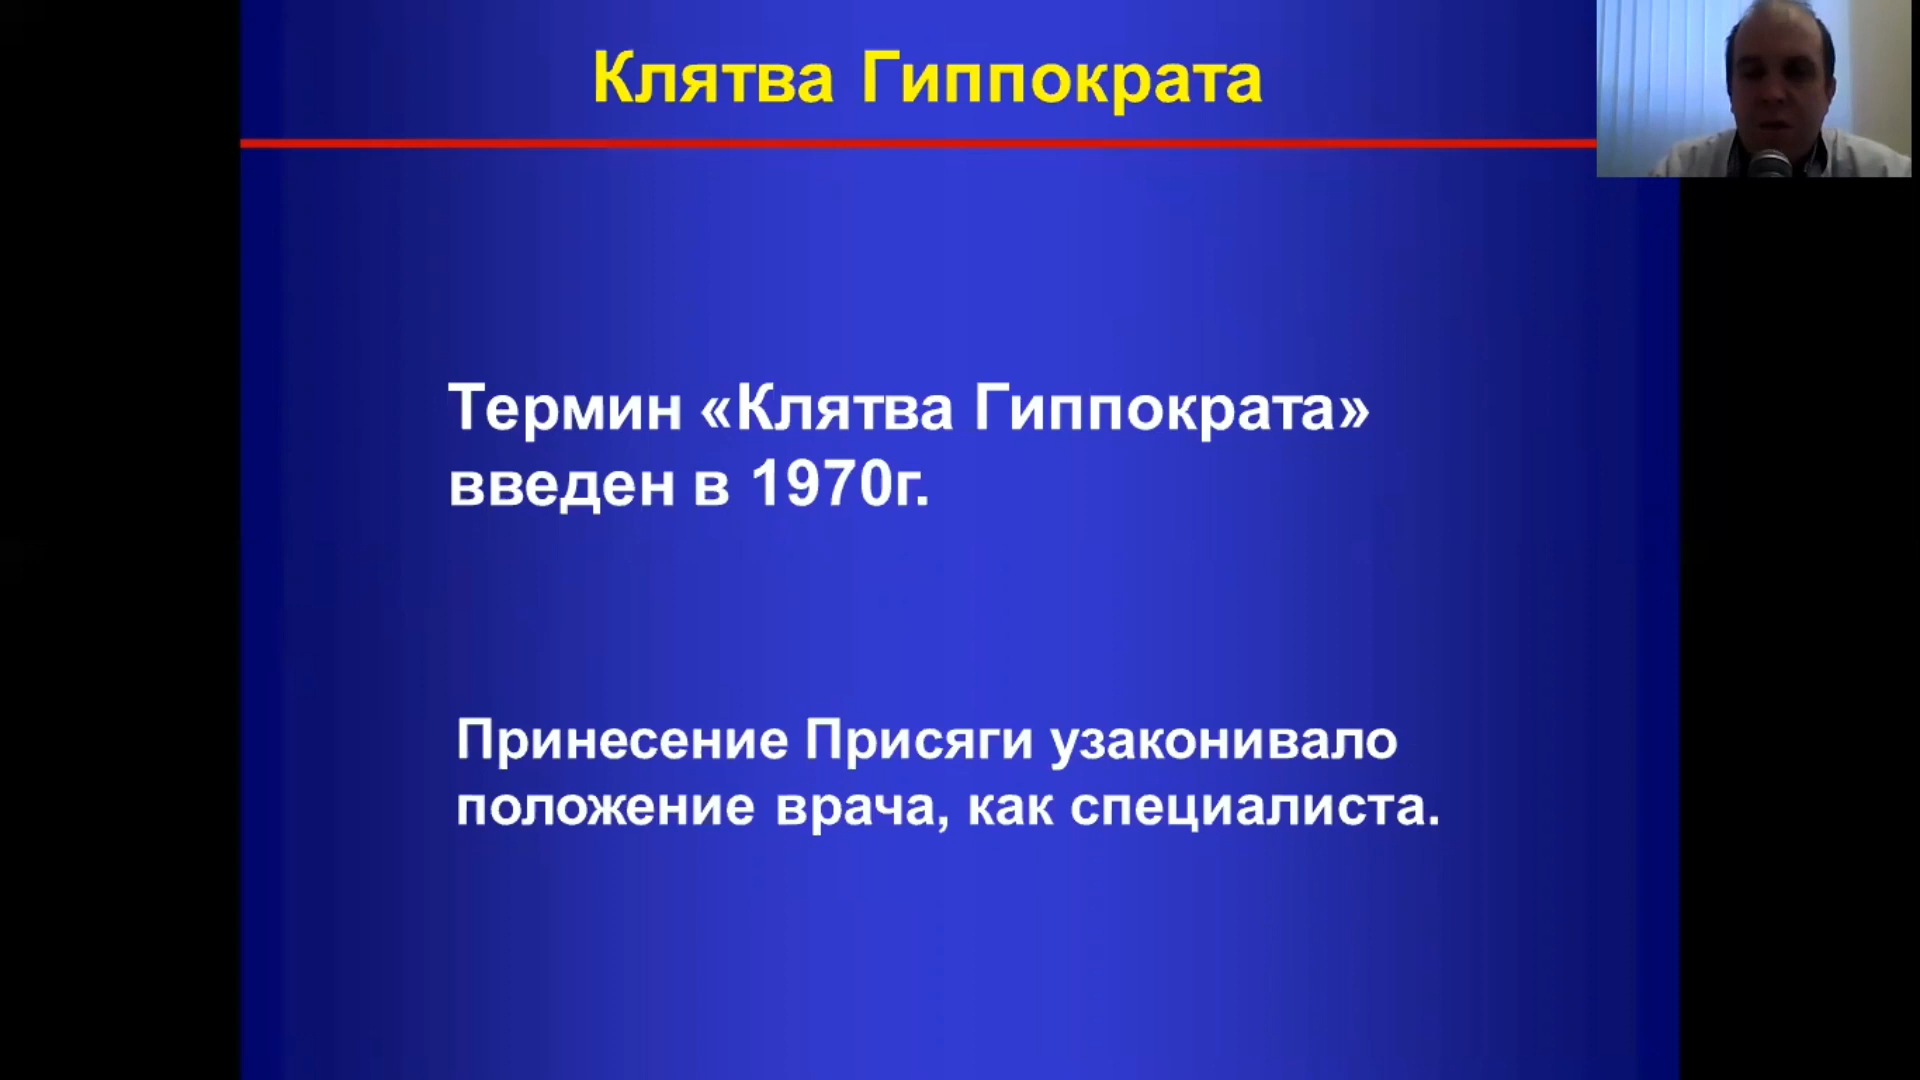 Клятва Гиппократа
Термин «Клятва Гиппократа»
введен в 1970г.
Принесение Присяги узаконивало
положение врача, как специалиста.